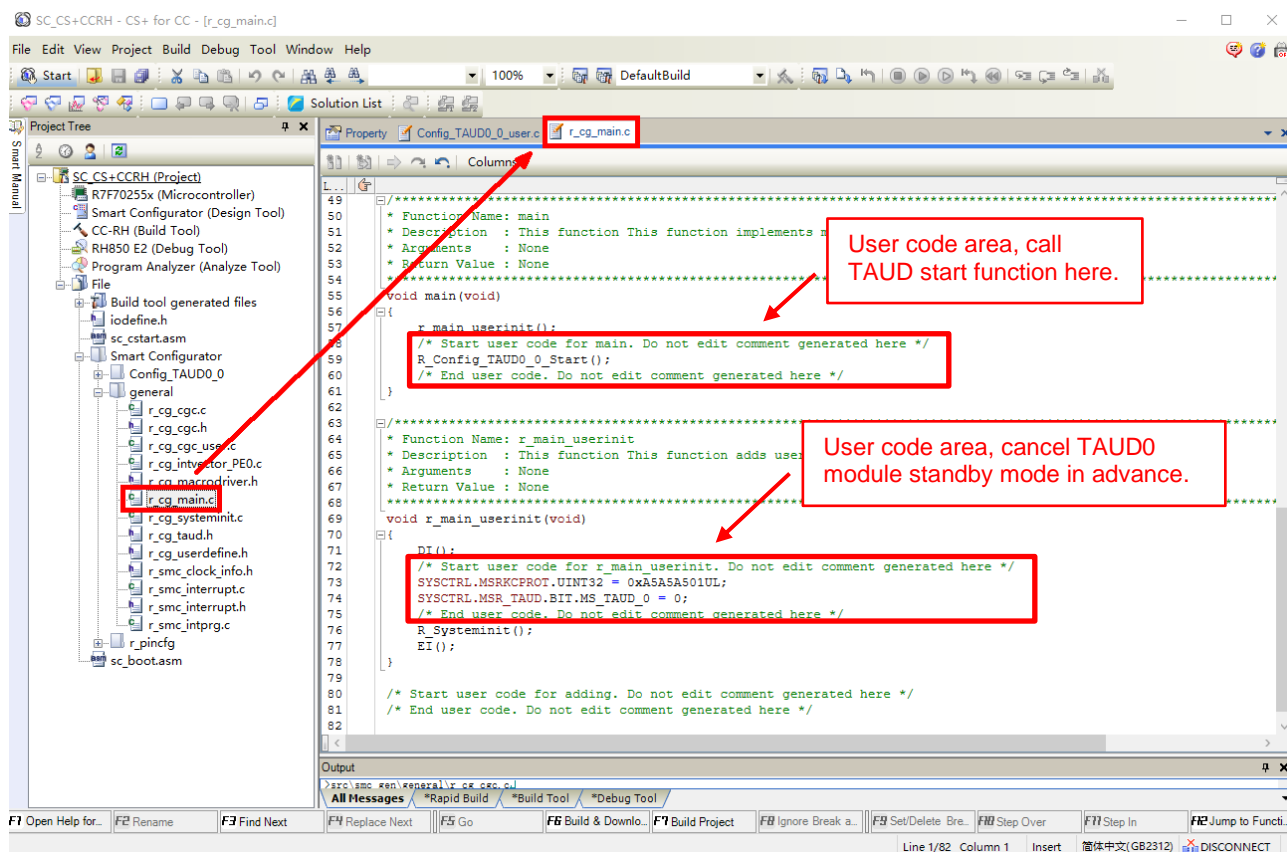 SC_CS+CCRH - CS+ for CC - [r_cg_main.c]
File Edit View Project Build Debug Tool Window Help
Start 100% DefaultBuild
Solution List
Project Tree
Smart Manual
SC_CS+CCRH (Project)
R7F70255x (Microcontroller)
Smart Configurator (Design Tool)
CC-RH (Build Tool)
RH850 E2 (Debug Tool)
Program Analyzer (Analyze Tool)
File
Build tool generated files
iodefine.h
sc_cstart.asm
Smart Configurator
Config_TAUD0_0
general
r_cg_cgc.c
r_cg_cgc.h
r_cg_cgc_user.c
r_cg_intvector_PE0.c
r_cg_macrodriver.h
r_cg_main.c
r_cg_systeminit.c
r_cg_taud.h
r_cg_userdefine.h
r_smc_clock_info.h
r_smc_interrupt.c
r_smc_interrupt.h
r_smc_intprg.c
r_pincfg
sc_boot.asm
Property Config_TAUD0_0_user.c r_cg_main.c
Columns
L...
49 /***********************************************************
50 * Function Name: main
51 * Description : This function This function implements m
52 * Arguments : None
53 * Return Value : None
54 ***********************************************************
55 void main(void)
56 {
57 r_main_userinit();
58 /* Start user code for main. Do not edit comment generated here */
59 R_Config_TAUD0_0_Start();
60 /* End user code. Do not edit comment generated here */
61 }
62
63 /***********************************************************
64 * Function Name: r_main_userinit
65 * Description : This function This function adds use
66 * Arguments : None
67 * Return Value : None
68 ***********************************************************
69 void r_main_userinit(void)
70 {
71 DI();
72 /* Start user code for r_main_userinit. Do not edit comment generated here */
73 SYSCTRL.MSRKCPROT.UINT32 = 0xA5A5A501UL;
74 SYSCTRL.MSR_TAUD.BIT.MS_TAUD_0 = 0;
75 /* End user code. Do not edit comment generated here */
76 R_Systeminit();
77 EI();
78 }
79
80 /* Start user code for adding. Do not edit comment generated here */
81 /* End user code. Do not edit comment generated here */
82
User code area, call
TAUD start function here.
User code area, cancel TAUD0
module standby mode in advance.
Output
>src\smc_gen\general\r_cg_cgc.c
All Messages *Rapid Build *Build Tool *Debug Tool
F1 Open Help for... F2 Rename F3 Find Next F4 Replace Next F5 Go F6 Build & Downlo... F7 Build Project F8 Ignore Break a... F9 Set/Delete Bre... F10 Step Over F11 Step In F12 Jump to Functi...
Line 1/82 Column 1 Insert 简体中文(GB2312) DISCONNECT